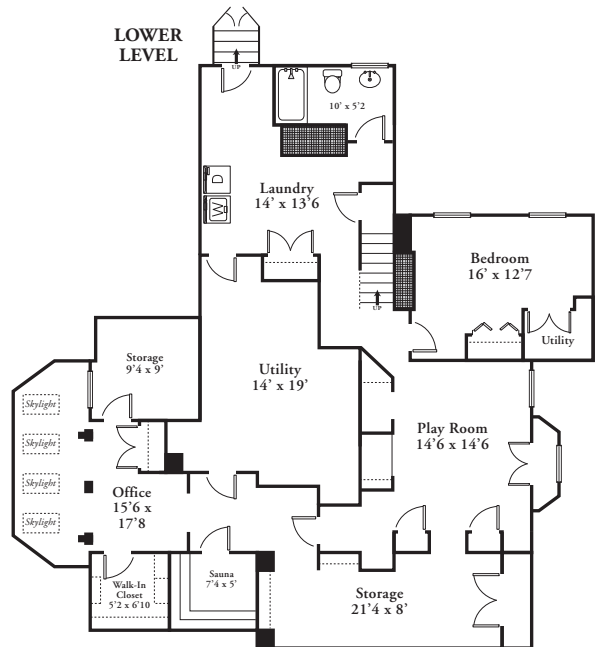 LOWER
LEVEL
UP
10' x 5'2
D
W
Laundry
14' x 13'6
UP
Bedroom
16' x 12'7
Utility
Storage
9'4 x 9'
Utility
14' x 19'
Play Room
14'6 x 14'6
Skylight
Skylight
Skylight
Skylight
Office
15'6 x
17'8
Walk-In
Closet
5'2 x 6'10
Sauna
7'4 x 5'
Storage
21'4 x 8'